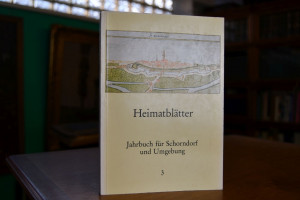 Heimatblätter
Jahrbuch für Schorndorf
und Umgebung
3